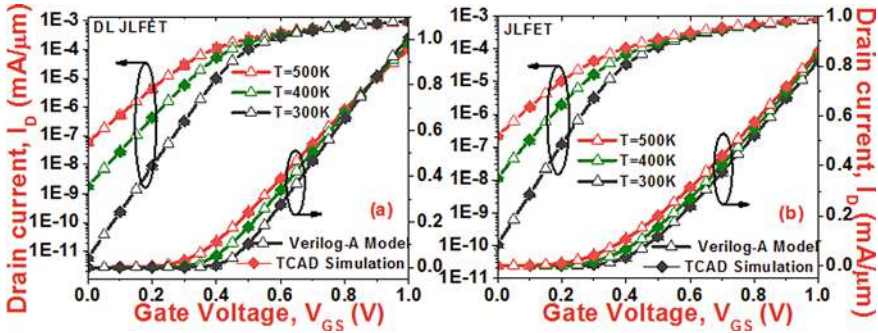 DL JLFET
1E-3
1E-4
1E-5
1E-6
1E-7
1E-8
1E-9
1E-10
1E-11
Drain current, I_D (mA/μm)
T=500K
T=400K
T=300K
(a)
Verilog-A Model
TCAD Simulation
1.0
0.8
0.6
0.4
0.2
0.0
0.0 0.2 0.4 0.6 0.8 1.0
Gate Voltage, V_GS (V)
JLFET
1E-3
1E-4
1E-5
1E-6
1E-7
1E-8
1E-9
1E-10
1E-11
T=500K
T=400K
T=300K
(b)
Verilog-A Model
TCAD Simulation
1.0
0.8
0.6
0.4
0.2
0.0
Drain current, I_D (mA/μm)
0.0 0.2 0.4 0.6 0.8 1.0
Gate Voltage, V_GS (V)